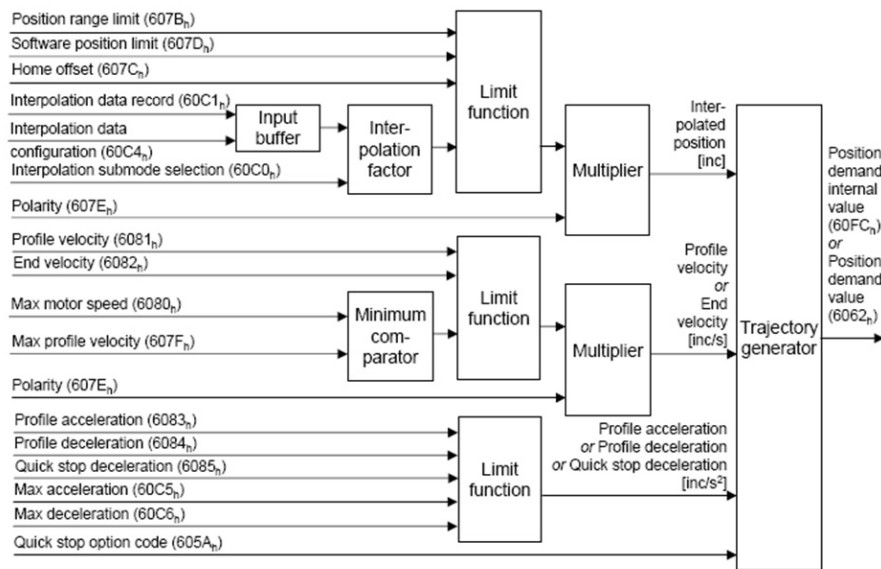 Position range limit (607Bh)
Software position limit (607Dh)
Home offset (607Ch)
Interpolation data record (60C1h)
Interpolation data
configuration (60C4h)
Interpolation submode selection (60C0h)
Input
buffer
Inter-
polation
factor
Limit
function
Polarity (607Eh)
Multiplier
Inter-
polated
position
[inc]
Profile velocity (6081h)
End velocity (6082h)
Max motor speed (6080h)
Max profile velocity (607Fh)
Minimum
com-
parator
Limit
function
Polarity (607Eh)
Multiplier
Profile
velocity
or
End
velocity
[inc/s]
Profile acceleration (6083h)
Profile deceleration (6084h)
Quick stop deceleration (6085h)
Max acceleration (60C5h)
Max deceleration (60C6h)
Quick stop option code (605Ah)
Limit
function
Profile acceleration
or Profile deceleration
or Quick stop deceleration
[inc/s²]
Trajectory
generator
Position
demand
internal
value
(60FCh)
or
Position
demand
value
(6062h)